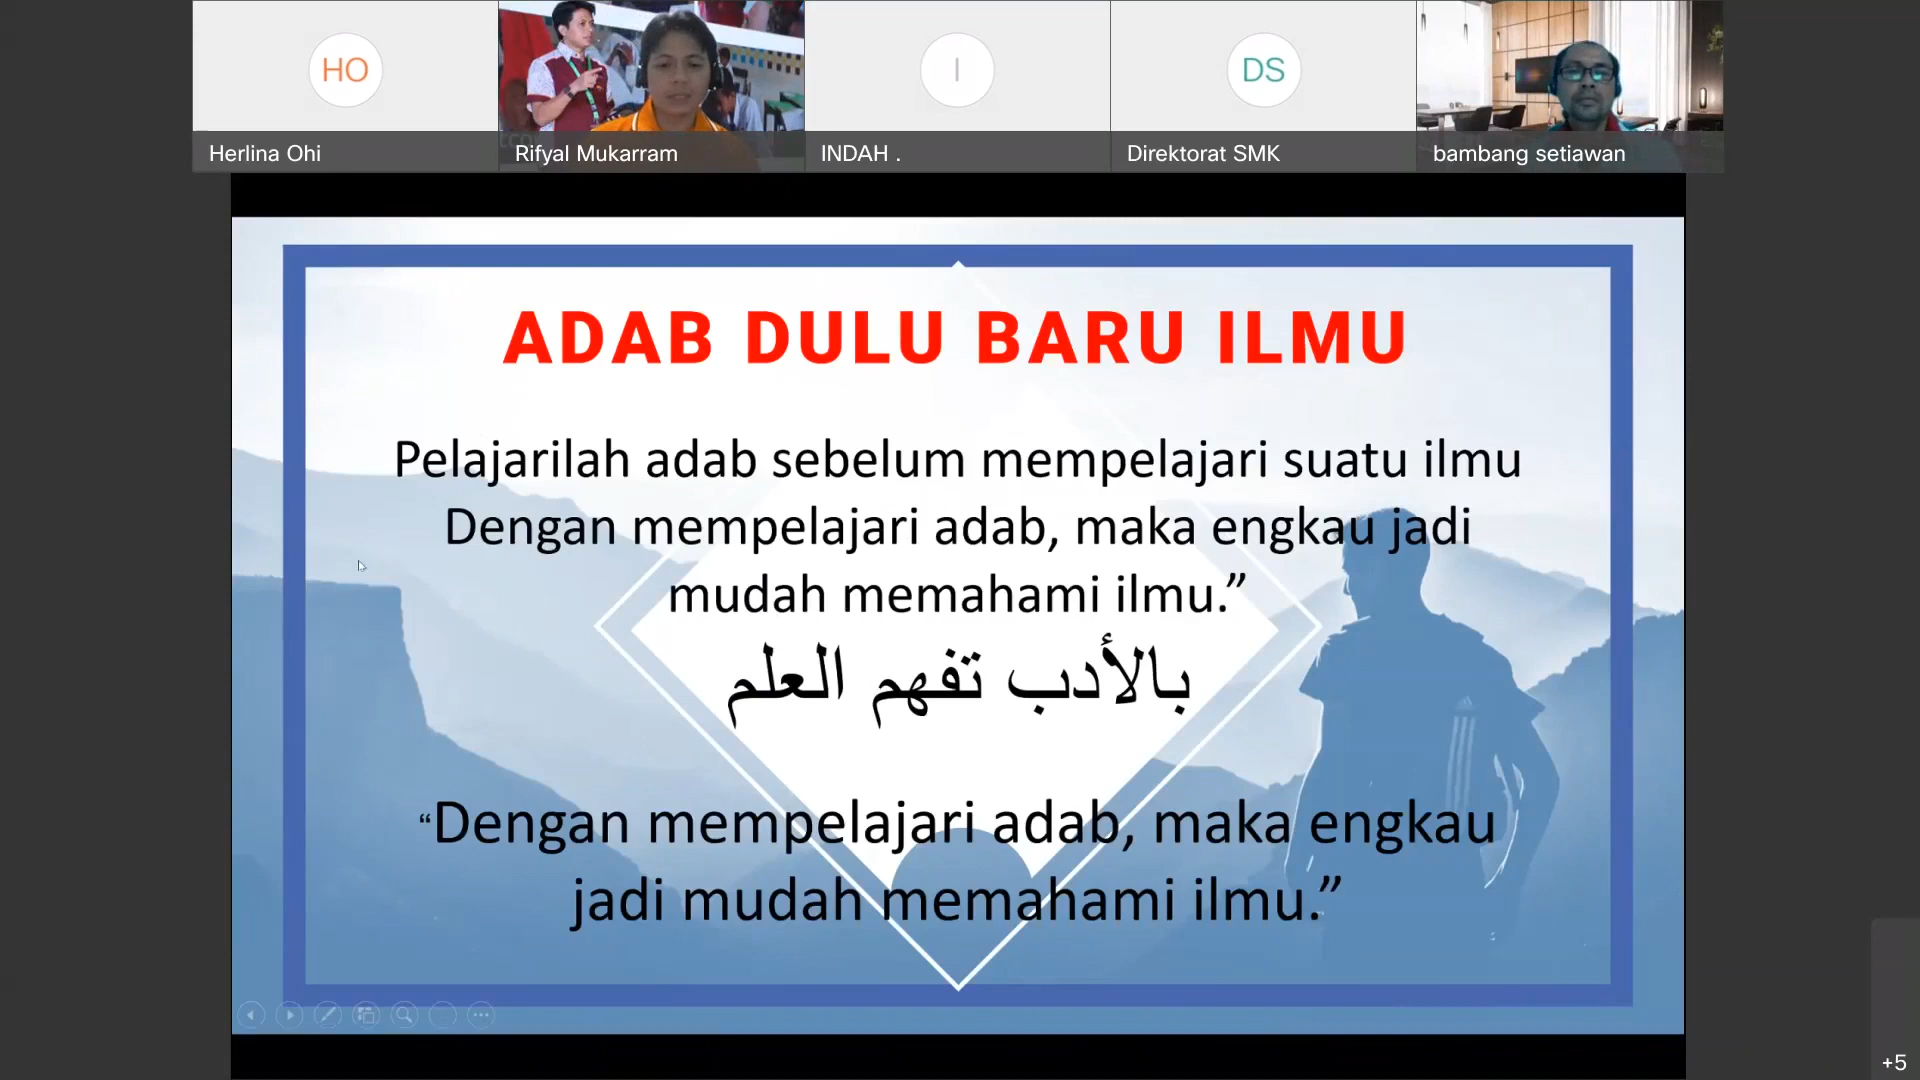 HO
I
DS
Herlina Ohi
Rifyal Mukarram
INDAH .
Direktorat SMK
bambang setiawan
ADAB DULU BARU ILMU
Pelajarilah adab sebelum mempelajari suatu ilmu
Dengan mempelajari adab, maka engkau jadi
mudah memahami ilmu.”
بالأدب تفهم العلم
“Dengan mempelajari adab, maka engkau
jadi mudah memahami ilmu.”
+5